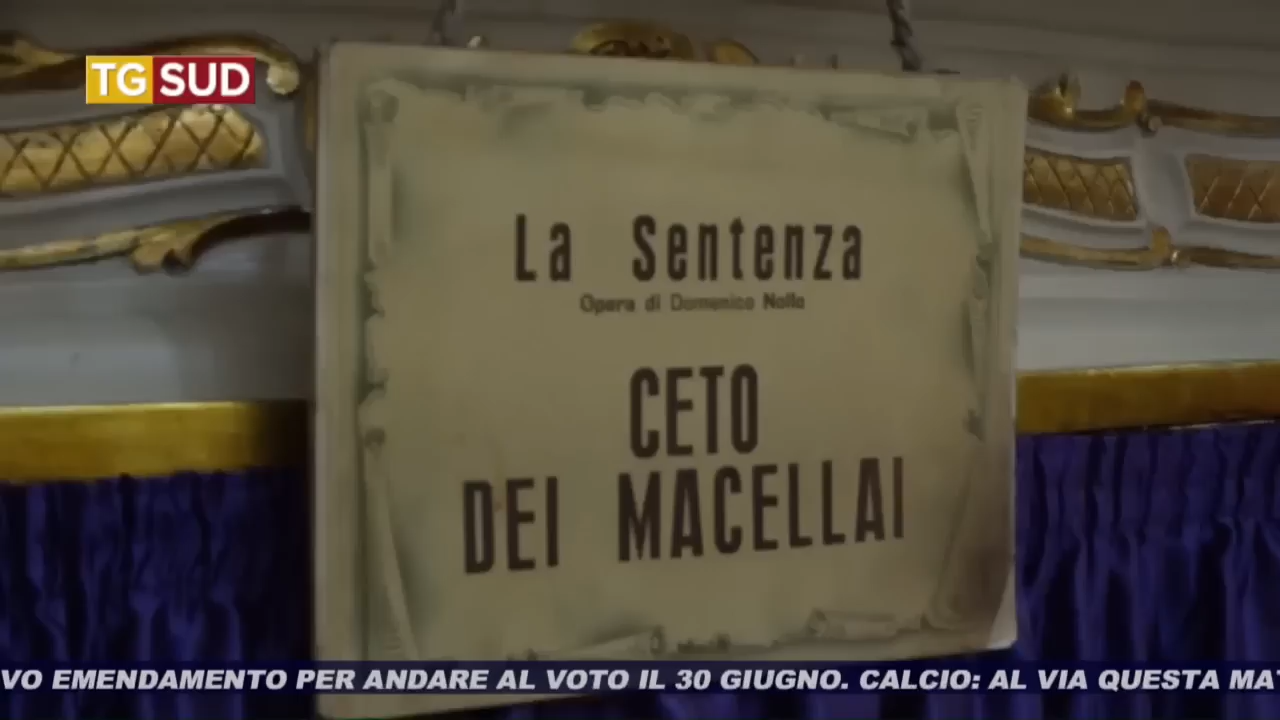 TG SUD
La Sentenza
Opera di Domenico Nolfo
CETO
DEI MACELLAI
VO EMENDAMENTO PER ANDARE AL VOTO IL 30 GIUGNO. CALCIO: AL VIA QUESTA MAT